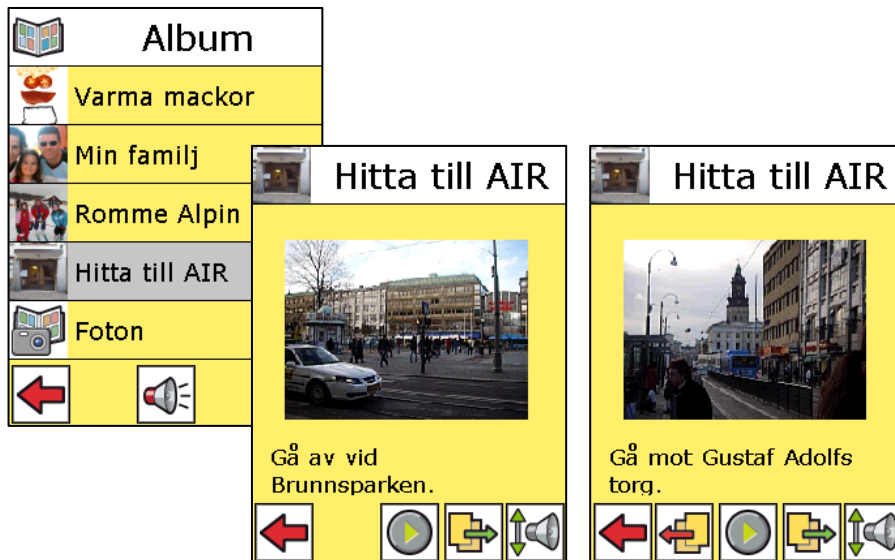 Album
Varma mackor
Min familj
Romme Alpin
Hitta till AIR
Foton
Hitta till AIR
Gå av vid
Brunnsparken.
Hitta till AIR
Gå mot Gustaf Adolfs
torg.